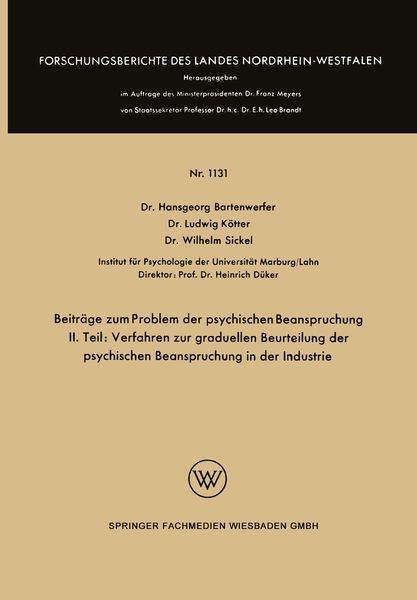 FORSCHUNGSBERICHTE DES LANDES NORDRHEIN-WESTFALEN
Herausgegeben
im Auftrage des Ministerpräsidenten Dr. Franz Meyers
von Staatssekretär Professor Dr. h. c. Dr. E. h. Leo Brandt
Nr. 1131
Dr. Hansgeorg Bartenwerfer
Dr. Ludwig Kötter
Dr. Wilhelm Sickel
Institut für Psychologie der Universität Marburg/Lahn
Direktor: Prof. Dr. Heinrich Düker
Beiträge zum Problem der psychischen Beanspruchung
II. Teil: Verfahren zur graduellen Beurteilung der
psychischen Beanspruchung in der Industrie
W
SPRINGER FACHMEDIEN WIESBADEN GMBH